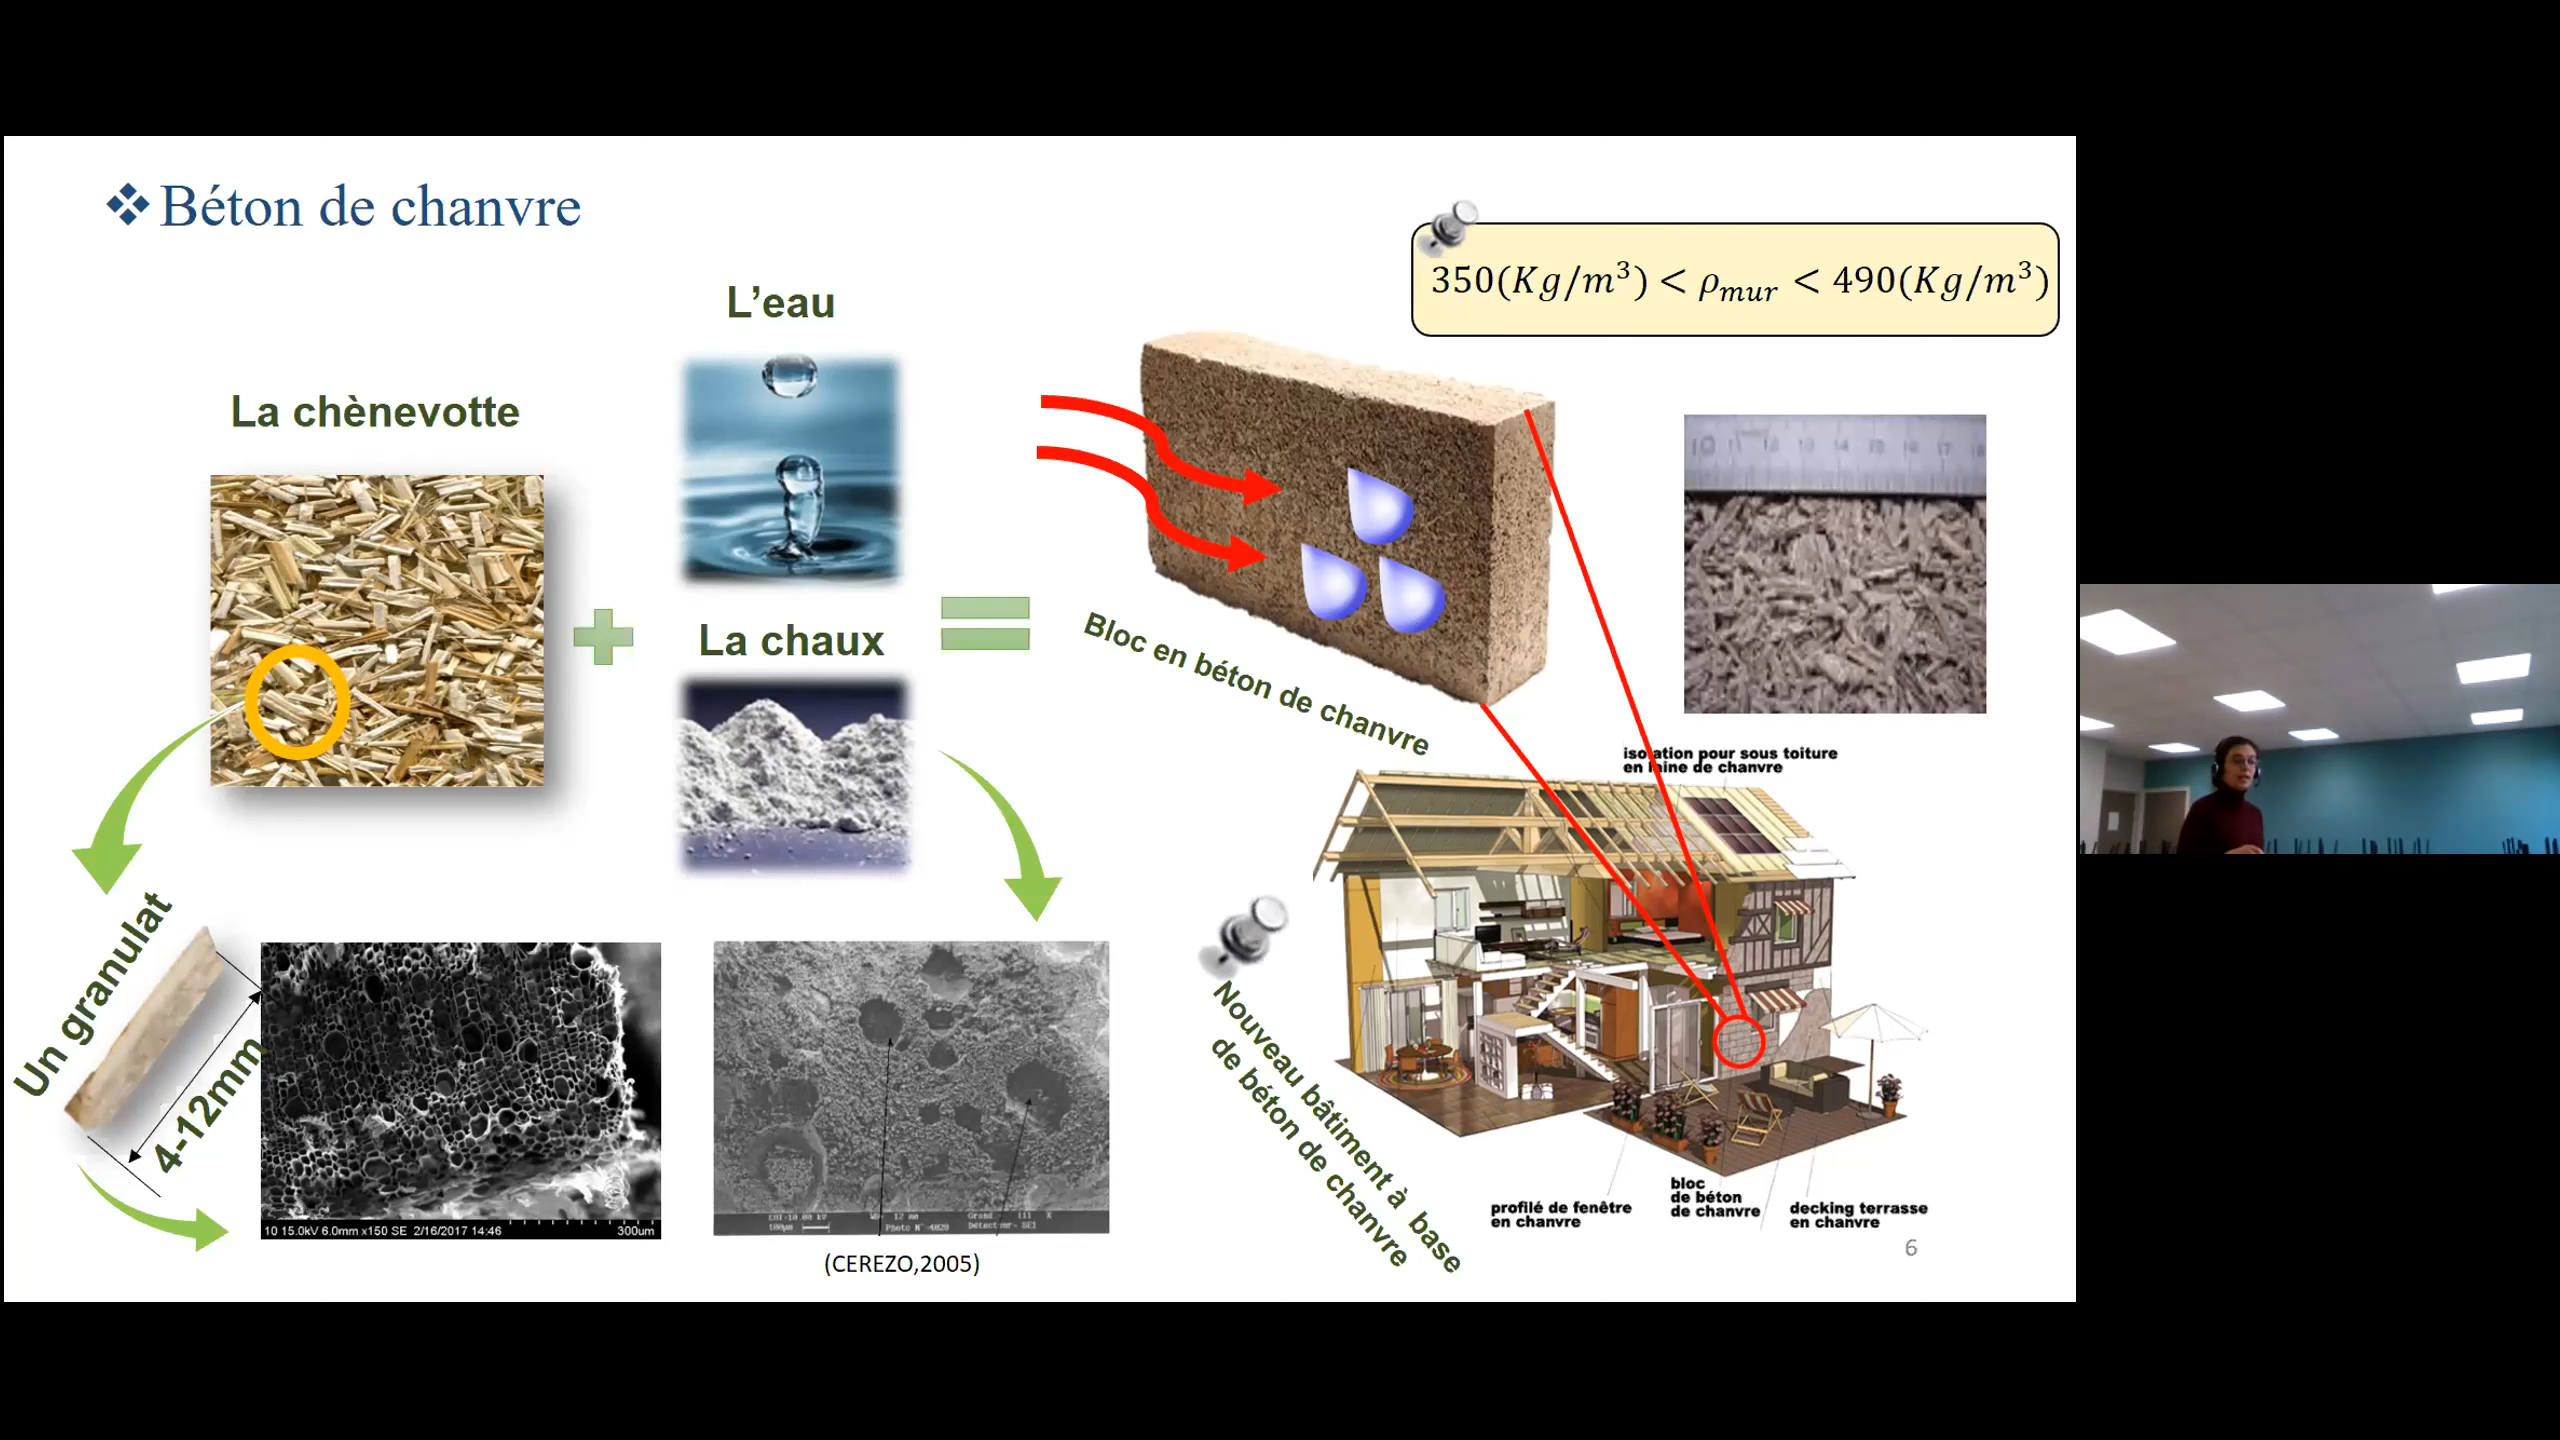 ❖Béton de chanvre
350(Kg/m³) < ρ_mur < 490(Kg/m³)
L’eau
La chènevotte
La chaux
Bloc en béton de chanvre
isolation pour sous toiture
en laine de chanvre
Un granulat
4-12mm
10 15.0kV 6.0mm x150 SE 2/16/2017 14:46
300um
(CEREZO,2005)
Nouveau bâtiment à base
de béton de chanvre
profilé de fenêtre
en chanvre
bloc
de béton
de chanvre
decking terrasse
en chanvre
6